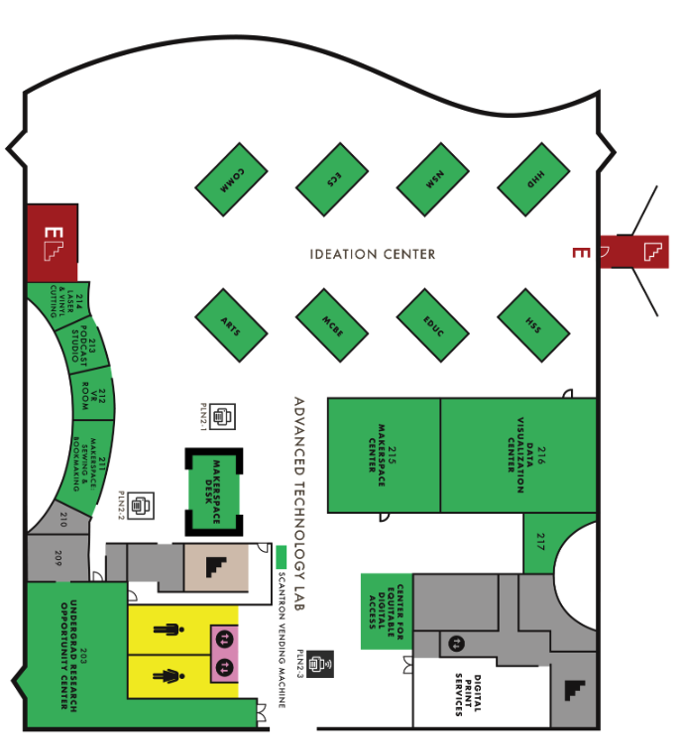 COMM
ECS
NSM
HHD
IDEATION CENTER
E
E
ARTS
MCBE
EDUC
HSS
214
LASER
& VINYL
CUTTING
213
PODCAST
STUDIO
212
VR
ROOM
211
MAKERSPACE:
SEWING &
BOOKMAKING
210
209
PLN2-1
PLN2-2
MAKERSPACE
DESK
ADVANCED TECHNOLOGY LAB
215
MAKERSPACE
CENTER
216
DATA
VISUALIZATION
CENTER
217
SCANTRON VENDING MACHINE
CENTER FOR
EQUITABLE
DIGITAL
ACCESS
203
UNDERGRAD RESEARCH
OPPORTUNITY CENTER
PLN2-3
DIGITAL
PRINT
SERVICES